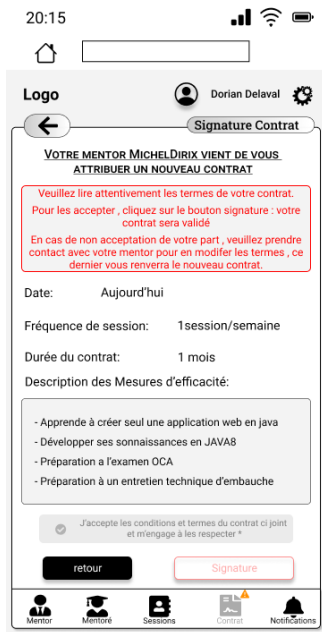 20:15
Logo
Dorian Delaval
Signature Contrat
VOTRE MENTOR MICHELDIRIX VIENT DE VOUS
ATTRIBUER UN NOUVEAU CONTRAT
Veuillez lire attentivement les termes de votre contrat.
Pour les accepter , cliquez sur le bouton signature : votre
contrat sera validé
En cas de non acceptation de votre part , veuillez prendre
contact avec votre mentor pour en modifer les termes , ce
dernier vous renverra le nouveau contrat.
Date: Aujourd'hui
Fréquence de session: 1session/semaine
Durée du contrat: 1 mois
Description des Mesures d'efficacité:
- Apprende à créer seul une application web en java
- Développer ses sonnaissances en JAVA8
- Préparation a l'examen OCA
- Préparation à un entretien technique d'embauche
J'accepte les conditions et termes du contrat ci joint
et m'engage à les respecter *
retour
Signature
Mentor
Mentoré
Sessions
Contrat
Notifications